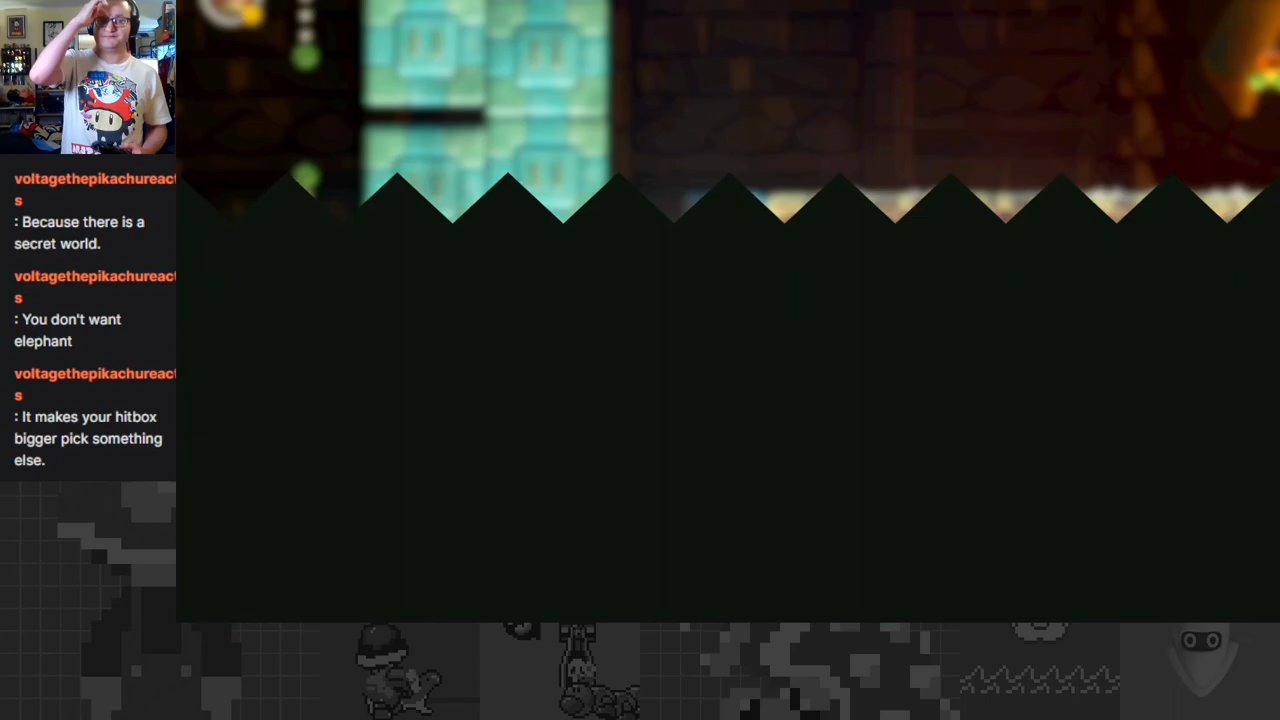 voltagethepikachureact
s
: Because there is a
secret world.
voltagethepikachureact
s
: You don't want
elephant
voltagethepikachureact
s
: It makes your hitbox
bigger pick something
else.